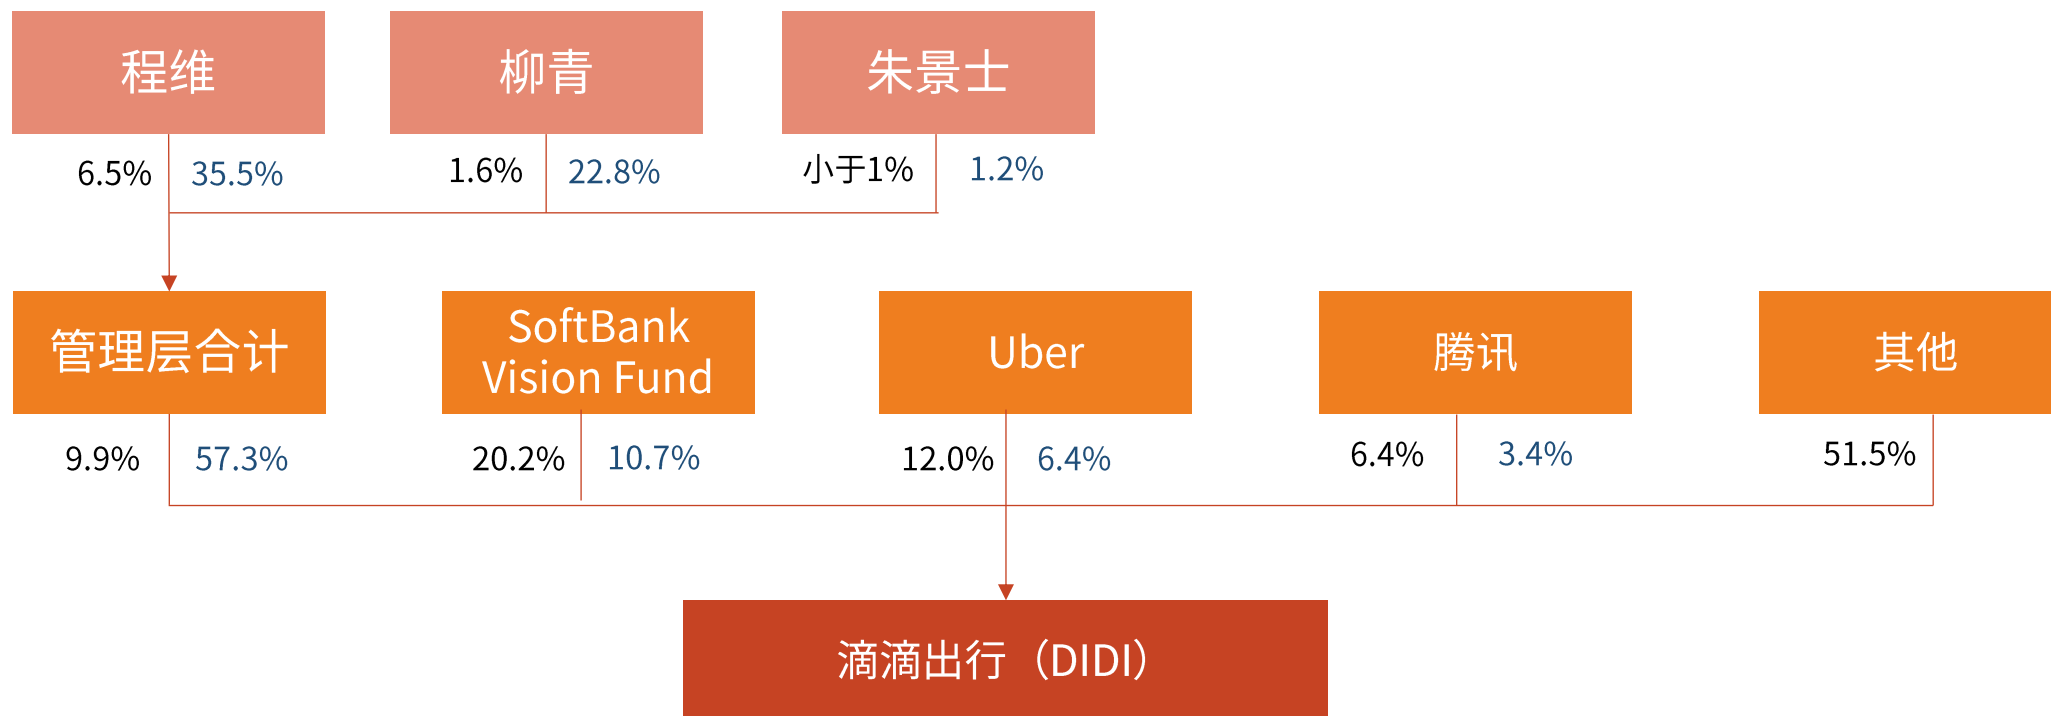 程维
柳青
朱景士
6.5% 35.5%
1.6% 22.8%
小于1% 1.2%
管理层合计
SoftBank
Vision Fund
Uber
腾讯
其他
9.9% 57.3%
20.2% 10.7%
12.0% 6.4%
6.4% 3.4%
51.5%
滴滴出行（DIDI）